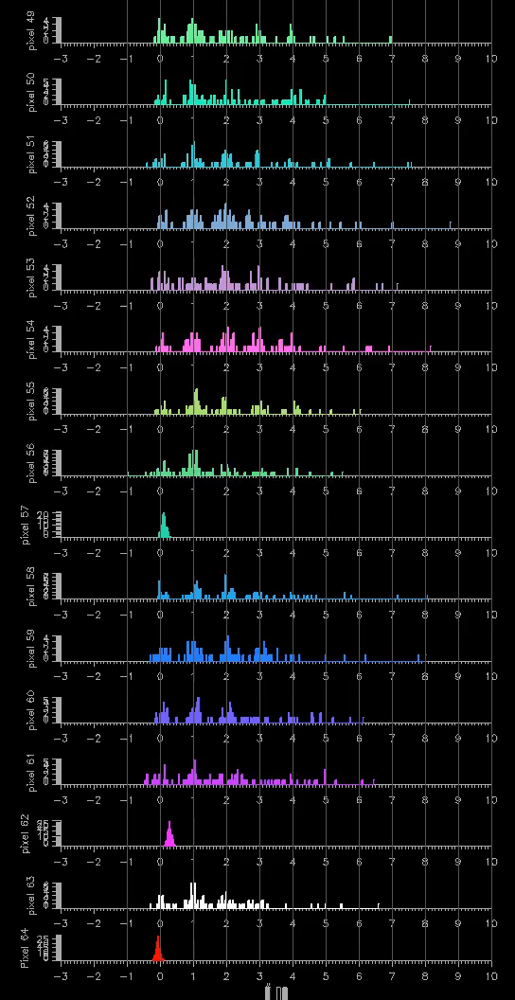 pixel 49
-3 -2 -1 0 1 2 3 4 5 6 7 8 9 10
pixel 50
-3 -2 -1 0 1 2 3 4 5 6 7 8 9 10
pixel 51
-3 -2 -1 0 1 2 3 4 5 6 7 8 9 10
pixel 52
-3 -2 -1 0 1 2 3 4 5 6 7 8 9 10
pixel 53
-3 -2 -1 0 1 2 3 4 5 6 7 8 9 10
pixel 54
-3 -2 -1 0 1 2 3 4 5 6 7 8 9 10
pixel 55
-3 -2 -1 0 1 2 3 4 5 6 7 8 9 10
pixel 56
-3 -2 -1 0 1 2 3 4 5 6 7 8 9 10
pixel 57
-3 -2 -1 0 1 2 3 4 5 6 7 8 9 10
pixel 58
-3 -2 -1 0 1 2 3 4 5 6 7 8 9 10
pixel 59
-3 -2 -1 0 1 2 3 4 5 6 7 8 9 10
pixel 60
-3 -2 -1 0 1 2 3 4 5 6 7 8 9 10
pixel 61
-3 -2 -1 0 1 2 3 4 5 6 7 8 9 10
pixel 62
-3 -2 -1 0 1 2 3 4 5 6 7 8 9 10
pixel 63
-3 -2 -1 0 1 2 3 4 5 6 7 8 9 10
Pixel 64
-3 -2 -1 0 1 2 3 4 5 6 7 8 9 10